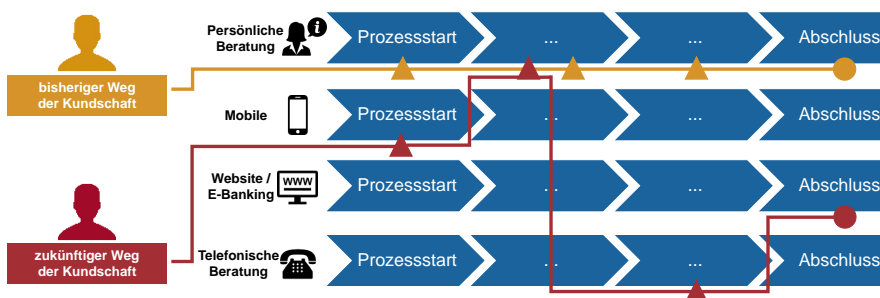 Persönliche
Beratung
i
Prozessstart
...
...
Abschluss
bisheriger Weg
der Kundschaft
Mobile
Prozessstart
...
...
Abschluss
Website /
E-Banking
WWW
Prozessstart
...
...
Abschluss
zukünftiger Weg
der Kundschaft
Telefonische
Beratung
Prozessstart
...
...
Abschluss